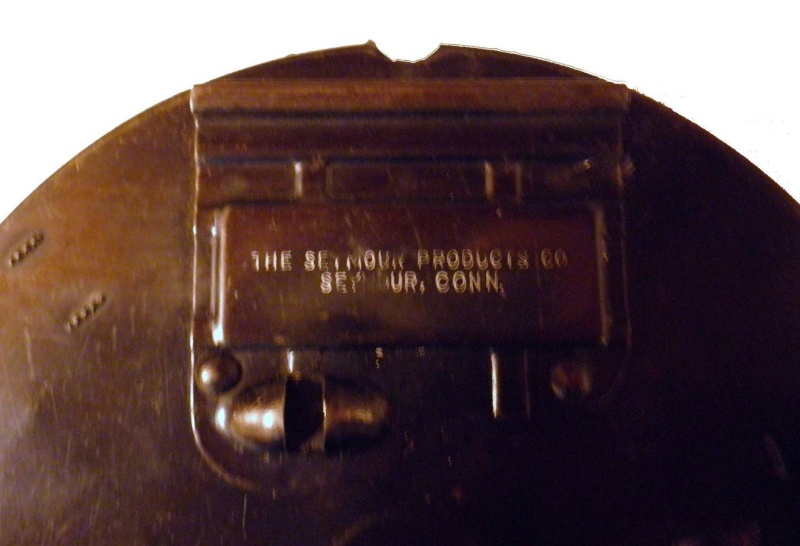 THE SEYMOUR PRODUCTS CO
SEYMOUR, CONN.